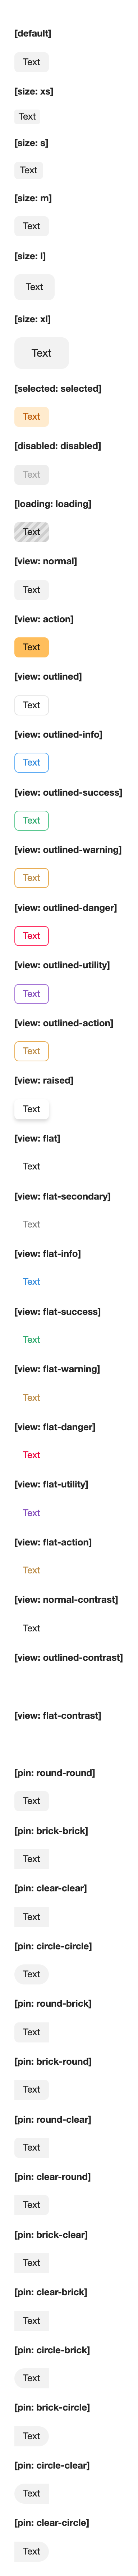 [default]
Text
[size: xs]
Text
[size: s]
Text
[size: m]
Text
[size: l]
Text
[size: xl]
Text
[selected: selected]
Text
[disabled: disabled]
Text
[loading: loading]
Text
[view: normal]
Text
[view: action]
Text
[view: outlined]
Text
[view: outlined-info]
Text
[view: outlined-success]
Text
[view: outlined-warning]
Text
[view: outlined-danger]
Text
[view: outlined-utility]
Text
[view: outlined-action]
Text
[view: raised]
Text
[view: flat]
Text
[view: flat-secondary]
Text
[view: flat-info]
Text
[view: flat-success]
Text
[view: flat-warning]
Text
[view: flat-danger]
Text
[view: flat-utility]
Text
[view: flat-action]
Text
[view: normal-contrast]
Text
[view: outlined-contrast]
[view: flat-contrast]
[pin: round-round]
Text
[pin: brick-brick]
Text
[pin: clear-clear]
Text
[pin: circle-circle]
Text
[pin: round-brick]
Text
[pin: brick-round]
Text
[pin: round-clear]
Text
[pin: clear-round]
Text
[pin: brick-clear]
Text
[pin: clear-brick]
Text
[pin: circle-brick]
Text
[pin: brick-circle]
Text
[pin: circle-clear]
Text
[pin: clear-circle]
Text